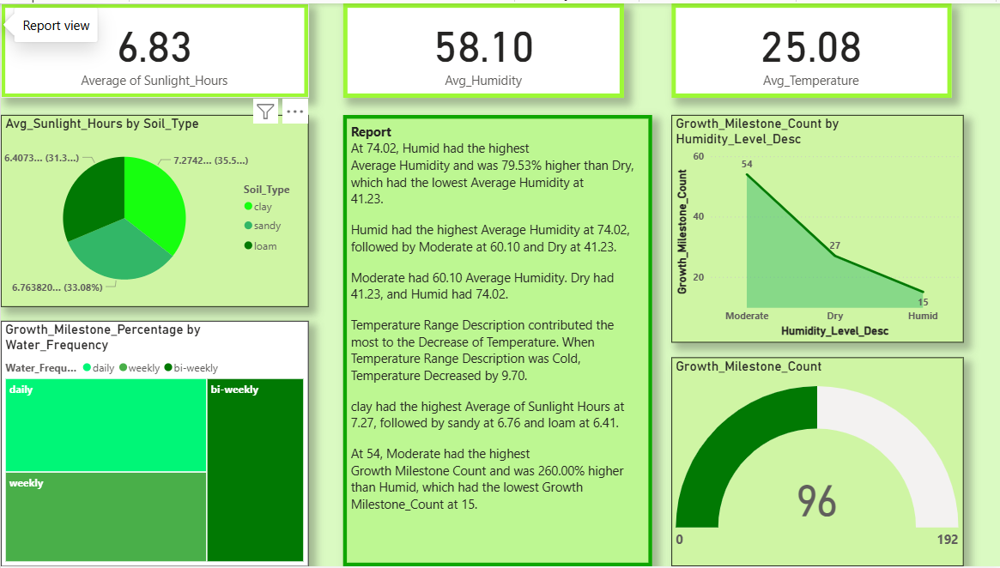 Report view
6.83
Average of Sunlight_Hours
58.10
Avg_Humidity
25.08
Avg_Temperature
Avg_Sunlight_Hours by Soil_Type
6.4073... (31.3...)
7.2742... (35.5...)
6.763820... (33.08%)
Soil_Type
clay
sandy
loam
Growth_Milestone_Percentage by
Water_Frequency
Water_Frequ... daily weekly bi-weekly
daily
bi-weekly
weekly
Report
At 74.02, Humid had the highest
Average Humidity and was 79.53% higher than Dry,
which had the lowest Average Humidity at
41.23.
Humid had the highest Average Humidity at 74.02,
followed by Moderate at 60.10 and Dry at 41.23.
Moderate had 60.10 Average Humidity. Dry had
41.23, and Humid had 74.02.
Temperature Range Description contributed the
most to the Decrease of Temperature. When
Temperature Range Description was Cold,
Temperature Decreased by 9.70.
clay had the highest Average of Sunlight Hours at
7.27, followed by sandy at 6.76 and loam at 6.41.
At 54, Moderate had the highest
Growth Milestone Count and was 260.00% higher
than Humid, which had the lowest Growth
Milestone_Count at 15.
Growth_Milestone_Count by
Humidity_Level_Desc
Growth_Milestone_Count
60
40
20
54
27
15
Moderate Dry Humid
Humidity_Level_Desc
Growth_Milestone_Count
96
0
192